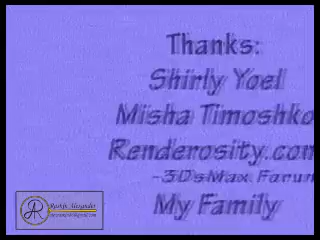 Thanks:
Shirly Yoel
Misha Timoshko
Renderosity.com
-3DsMax Forum
My Family